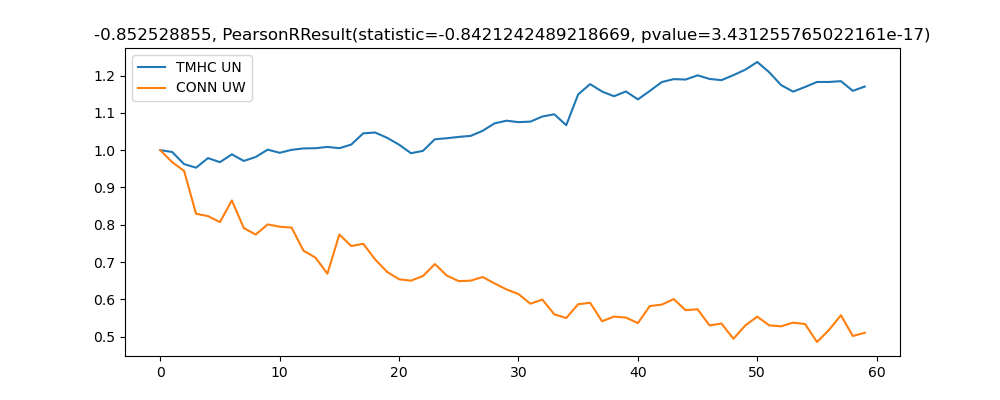 -0.852528855, PearsonRResult(statistic=-0.8421242489218669, pvalue=3.431255765022161e-17)
TMHC UN
CONN UW
1.2
1.1
1.0
0.9
0.8
0.7
0.6
0.5
0 10 20 30 40 50 60